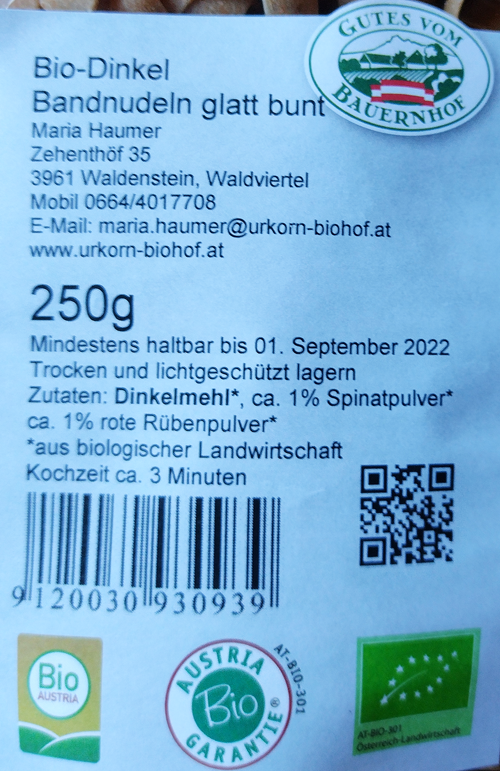 GUTES VOM
BAUERNHOF
Bio-Dinkel
Bandnudeln glatt bunt
Maria Haumer
Zehenthöf 35
3961 Waldenstein, Waldviertel
Mobil 0664/4017708
E-Mail: maria.haumer@urkorn-biohof.at
www.urkorn-biohof.at
250g
Mindestens haltbar bis 01. September 2022
Trocken und lichtgeschützt lagern
Zutaten: Dinkelmehl*, ca. 1% Spinatpulver*
ca. 1% rote Rübenpulver*
*aus biologischer Landwirtschaft
Kochzeit ca. 3 Minuten
9 120030 930939
Bio
AUSTRIA
AUSTRIA
Bio
GARANTIE®
AT-BIO-301
AT-BIO-301
Österreich-Landwirtschaft